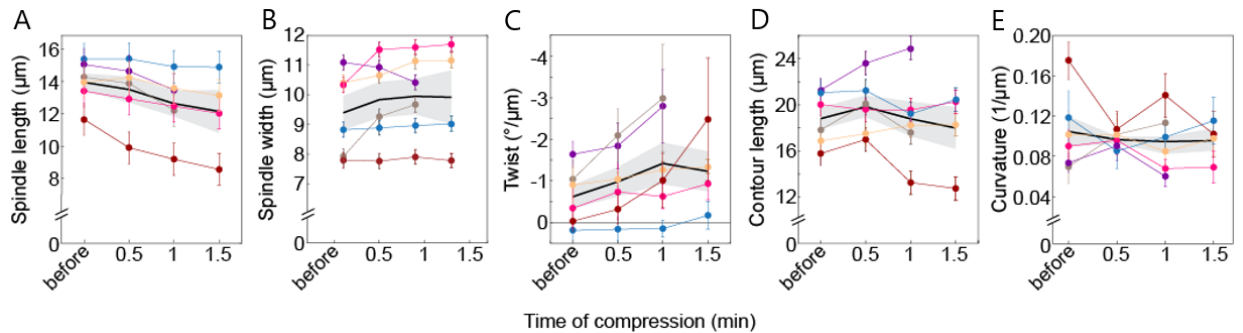 A
Spindle length (µm)
16
14
12
10
8
6
0
before
0.5
1
1.5
B
Spindle width (µm)
12
11
10
9
8
7
0
before
0.5
1
1.5
C
Twist (°/µm)
-4
-3
-2
-1
0
-1
before
0.5
1
1.5
D
Contour length (µm)
24
20
16
12
0
before
0.5
1
1.5
E
Curvature (1/µm)
0.20
0.16
0.12
0.08
0.04
0
before
0.5
1
1.5
Time of compression (min)